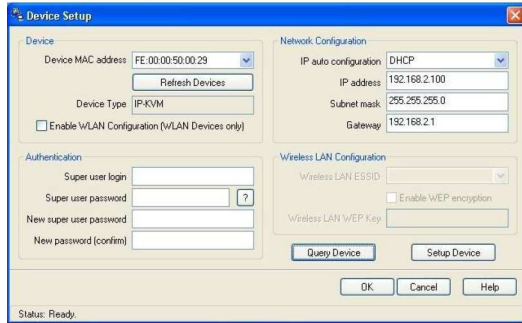 Device Setup
Device
Device MAC address FE:00:00:50:00:29
Refresh Devices
Device Type IP-KVM
Enable WLAN Configuration (WLAN Devices only)
Network Configuration
IP auto configuration DHCP
IP address 192.168.2.100
Subnet mask 255.255.255.0
Gateway 192.168.2.1
Authentication
Super user login
Super user password ?
New super user password
New password (confirm)
Wireless LAN Configuration
Wireless LAN ESSID
Enable WEP encryption
Wireless LAN WEP Key
Query Device Setup Device
OK Cancel Help
Status: Ready.